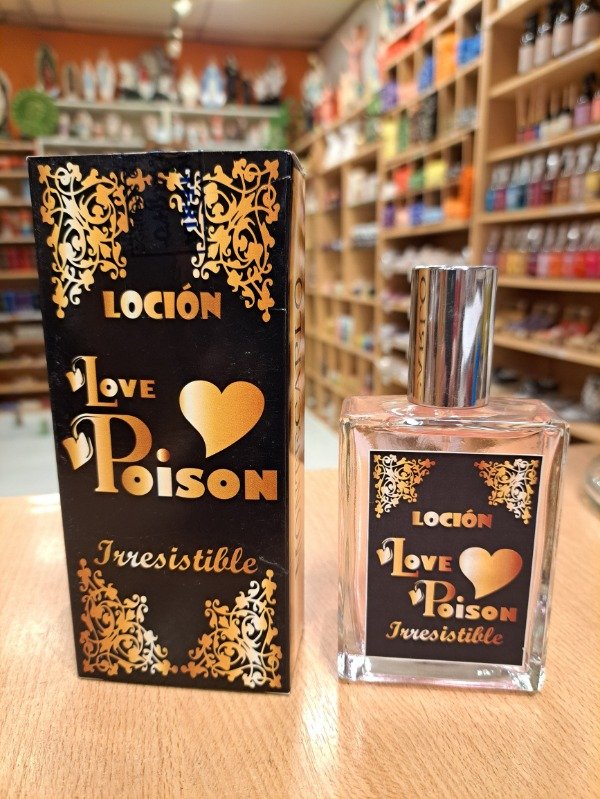 LOCIÓN
LOVE
POISON
Irresistible
LOCIÓN
LOVE
POISON
Irresistible